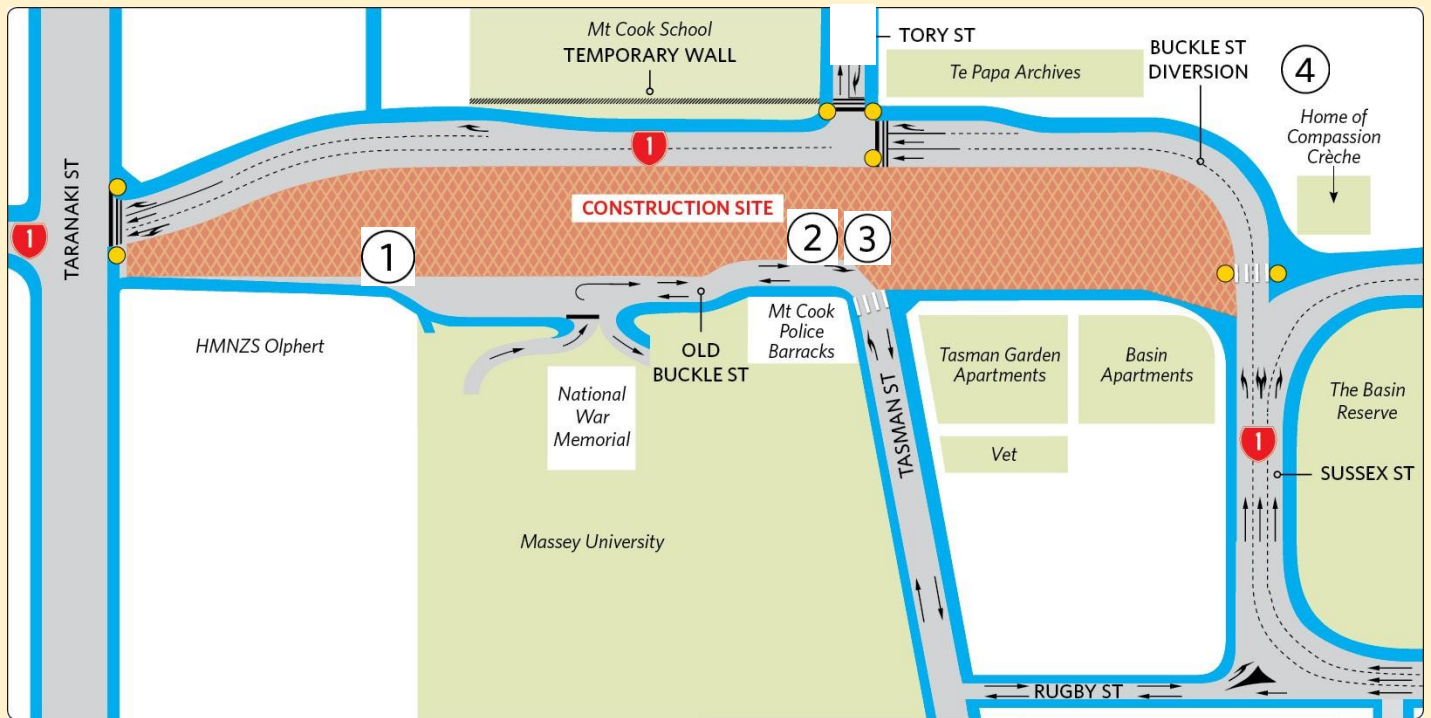 Mt Cook School
TEMPORARY WALL
TORY ST
Te Papa Archives
BUCKLE ST
DIVERSION
4
Home of
Compassion
Crèche
1
TARANAKI ST
1
CONSTRUCTION SITE
1
2
3
HMNZS Olphert
OLD
BUCKLE ST
Mt Cook
Police
Barracks
National
War
Memorial
TASMAN ST
Tasman Garden
Apartments
Basin
Apartments
Vet
The Basin
Reserve
1
SUSSEX ST
Massey University
RUGBY ST